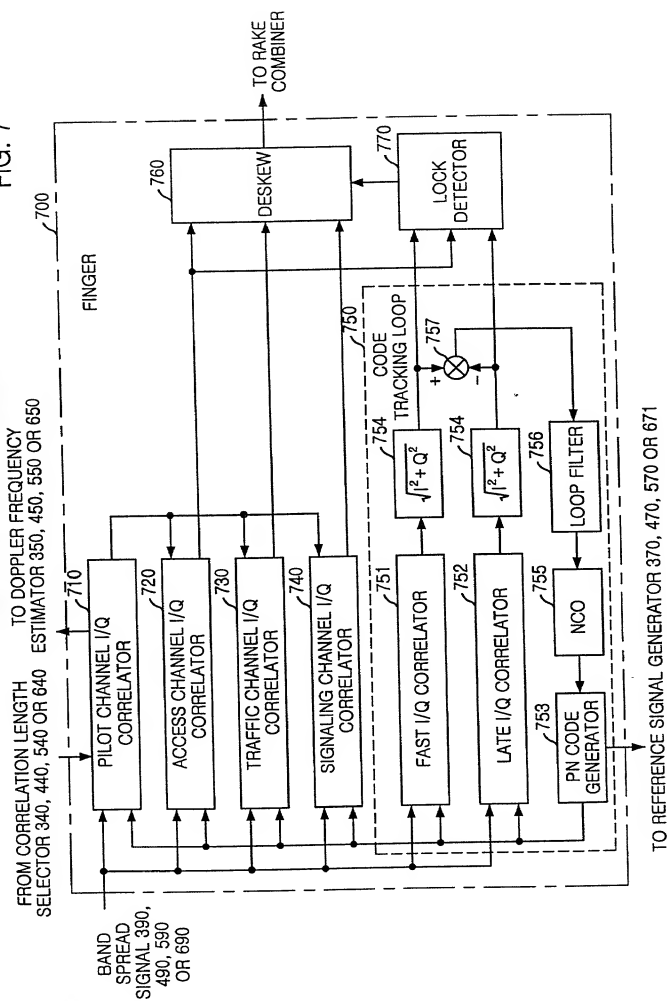 FIG. 7
700
FINGER
FROM CORRELATION LENGTH
SELECTOR 340, 440, 540 OR 640
TO DOPPLER FREQUENCY
ESTIMATOR 350, 450, 550 OR 650
BAND
SPREAD
SIGNAL 390,
490, 590
OR 690
710
PILOT CHANNEL I/Q
CORRELATOR
720
ACCESS CHANNEL I/Q
CORRELATOR
730
TRAFFIC CHANNEL I/Q
CORRELATOR
740
SIGNALING CHANNEL I/Q
CORRELATOR
760
DESKEW
TO RAKE
COMBINER
770
LOCK
DETECTOR
750
CODE
TRACKING LOOP
751
FAST I/Q CORRELATOR
754
√I²+Q²
757
+
-
752
LATE I/Q CORRELATOR
754
√I²+Q²
753
PN CODE
GENERATOR
755
NCO
756
LOOP FILTER
TO REFERENCE SIGNAL GENERATOR 370, 470, 570 OR 671